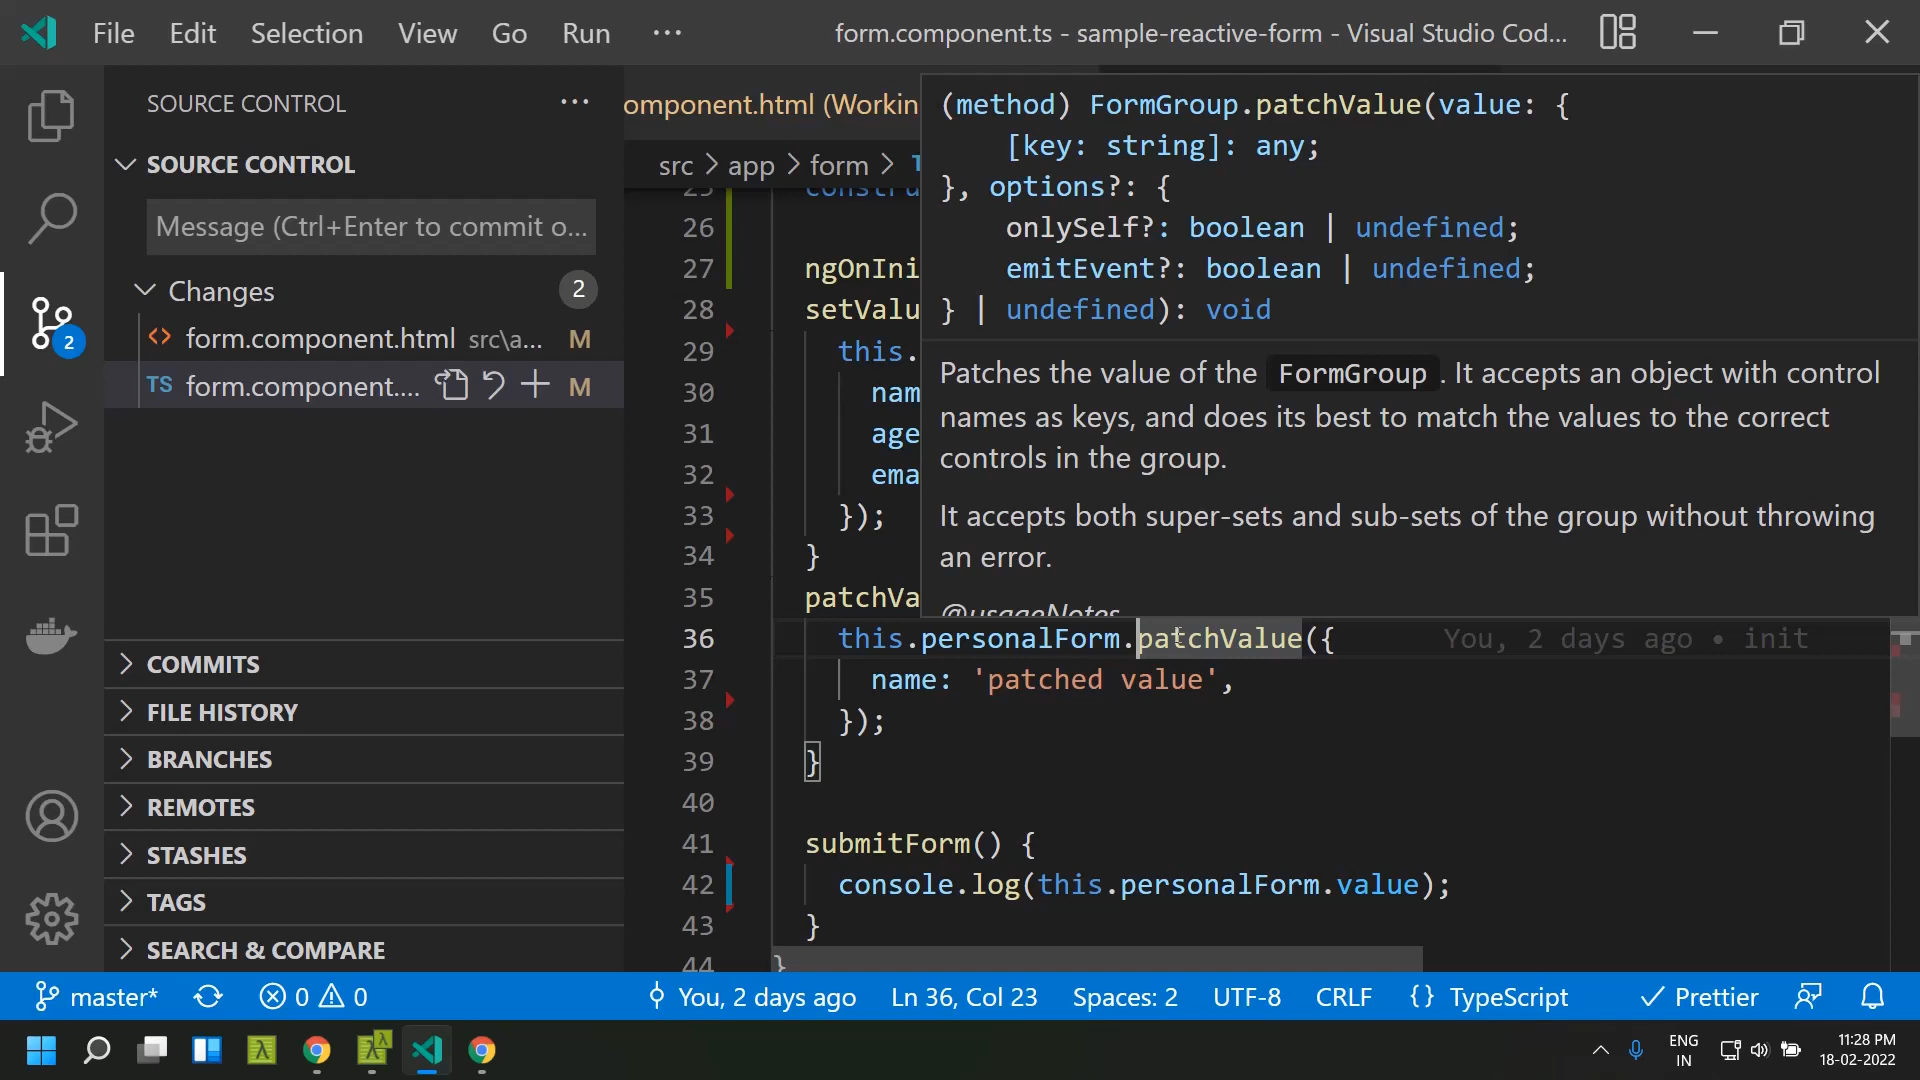 File Edit Selection View Go Run ···
form.component.ts - sample-reactive-form - Visual Studio Cod...
SOURCE CONTROL ···
SOURCE CONTROL
Message (Ctrl+Enter to commit o...
Changes 2
form.component.html src\a... M
TS form.component.... M
2
COMMITS
FILE HISTORY
BRANCHES
REMOTES
STASHES
TAGS
SEARCH & COMPARE
omponent.html (Workin
src > app > form >
(method) FormGroup.patchValue(value: {
[key: string]: any;
}, options?: {
onlySelf?: boolean | undefined;
emitEvent?: boolean | undefined;
} | undefined): void
Patches the value of the FormGroup. It accepts an object with control
names as keys, and does its best to match the values to the correct
controls in the group.
It accepts both super-sets and sub-sets of the group without throwing
an error.
@usageNotes
25 constru
26
27 ngOnIni
28 setValu
29 this.
30 nam
31 age
32 ema
33 });
34 }
35 patchVa
36 this.personalForm.patchValue({ You, 2 days ago • init
37 name: 'patched value',
38 });
39 }
40
41 submitForm() {
42 console.log(this.personalForm.value);
43 }
44 }
master* 0 0 You, 2 days ago Ln 36, Col 23 Spaces: 2 UTF-8 CRLF {} TypeScript Prettier
ENG
IN
11:28 PM
18-02-2022